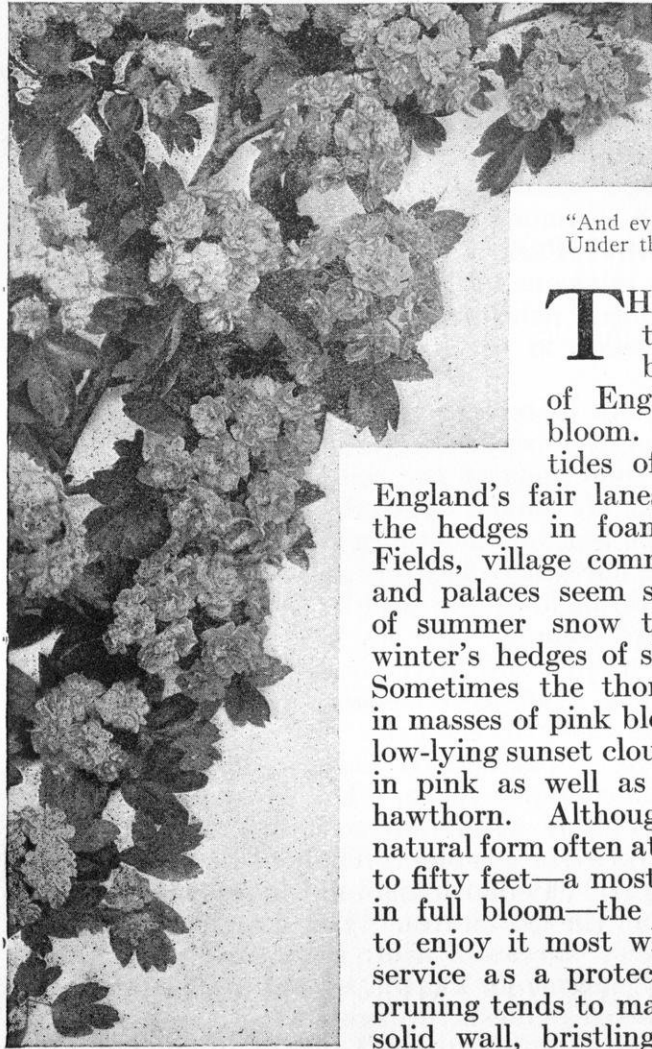 "And ev
Under th
TH
t
b
of Eng
bloom.
tides of
England's fair lanes
the hedges in foam
Fields, village comm
and palaces seem s
of summer snow t
winter's hedges of s
Sometimes the thor
in masses of pink blo
low-lying sunset clou
in pink as well as
hawthorn. Althoug
natural form often at
to fifty feet—a most
in full bloom—the
to enjoy it most wh
service as a protec
pruning tends to ma
solid wall, bristling